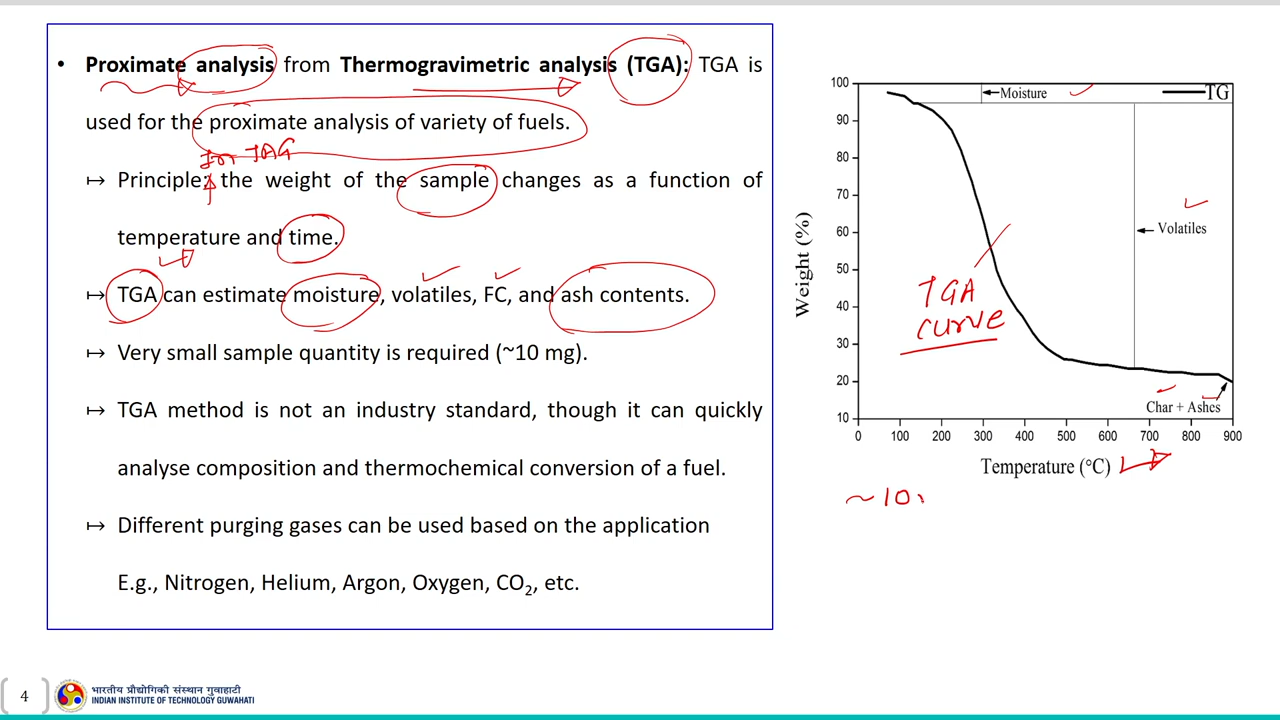 • Proximate analysis from Thermogravimetric analysis (TGA): TGA is
used for the proximate analysis of variety of fuels.
For TAG
↦ Principle: the weight of the sample changes as a function of
temperature and time.
↦ TGA can estimate moisture, volatiles, FC, and ash contents.
↦ Very small sample quantity is required (~10 mg).
↦ TGA method is not an industry standard, though it can quickly
analyse composition and thermochemical conversion of a fuel.
↦ Different purging gases can be used based on the application
E.g., Nitrogen, Helium, Argon, Oxygen, CO₂, etc.
Weight (%)
100
90
80
70
60
50
40
30
20
10
Moisture
TG
Volatiles
TGA
curve
Char + Ashes
0 100 200 300 400 500 600 700 800 900
Temperature (°C)
~10
4
भारतीय प्रौद्योगिकी संस्थान गुवाहाटी
INDIAN INSTITUTE OF TECHNOLOGY GUWAHATI